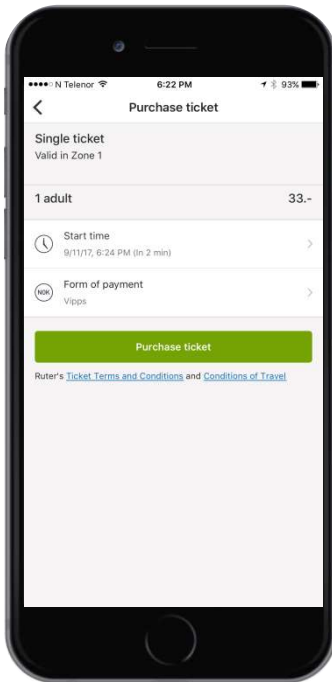 N Telenor 6:22 PM 93%
Purchase ticket
Single ticket
Valid in Zone 1
1 adult 33.-
Start time
9/11/17, 6:24 PM (In 2 min)
NOK
Form of payment
Vipps
Purchase ticket
Ruter's Ticket Terms and Conditions and Conditions of Travel